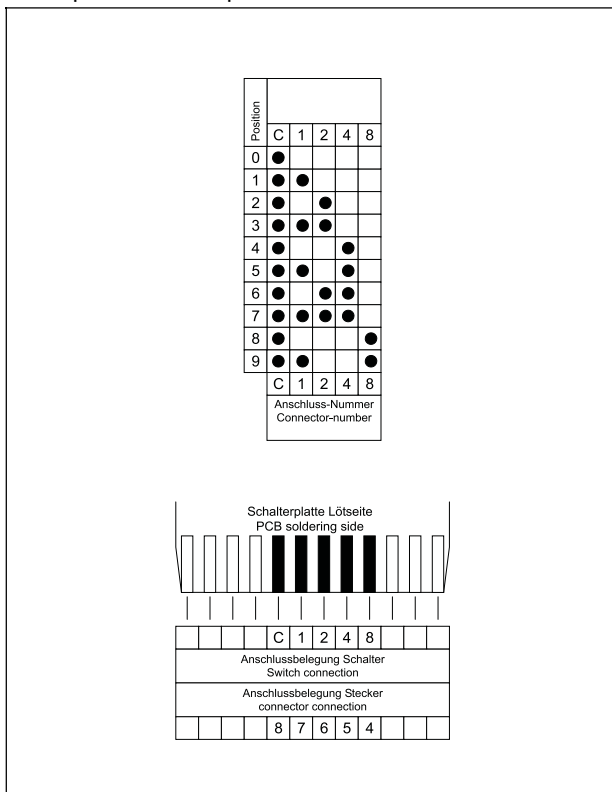 Position
C 1 2 4 8
0
1
2
3
4
5
6
7
8
9
C 1 2 4 8
Anschluss-Nummer
Connector-number
Schalterplatte Lötseite
PCB soldering side
C 1 2 4 8
Anschlussbelegung Schalter
Switch connection
Anschlussbelegung Stecker
connector connection
8 7 6 5 4